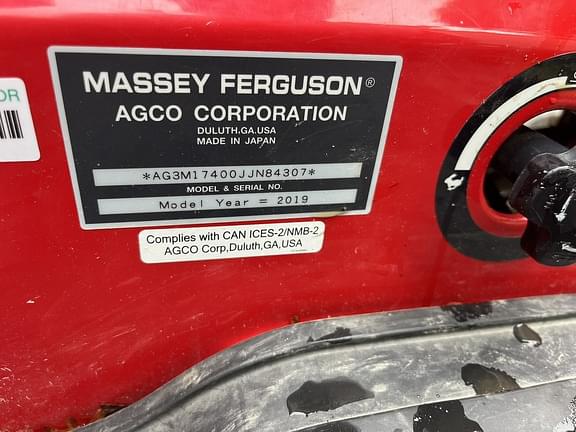 DR
MASSEY FERGUSON®
AGCO CORPORATION
DULUTH,GA,USA
MADE IN JAPAN
*AG3M17400JJN84307*
MODEL & SERIAL NO.
Model Year = 2019
Complies with CAN ICES-2/NMB-2
AGCO Corp,Duluth,GA,USA